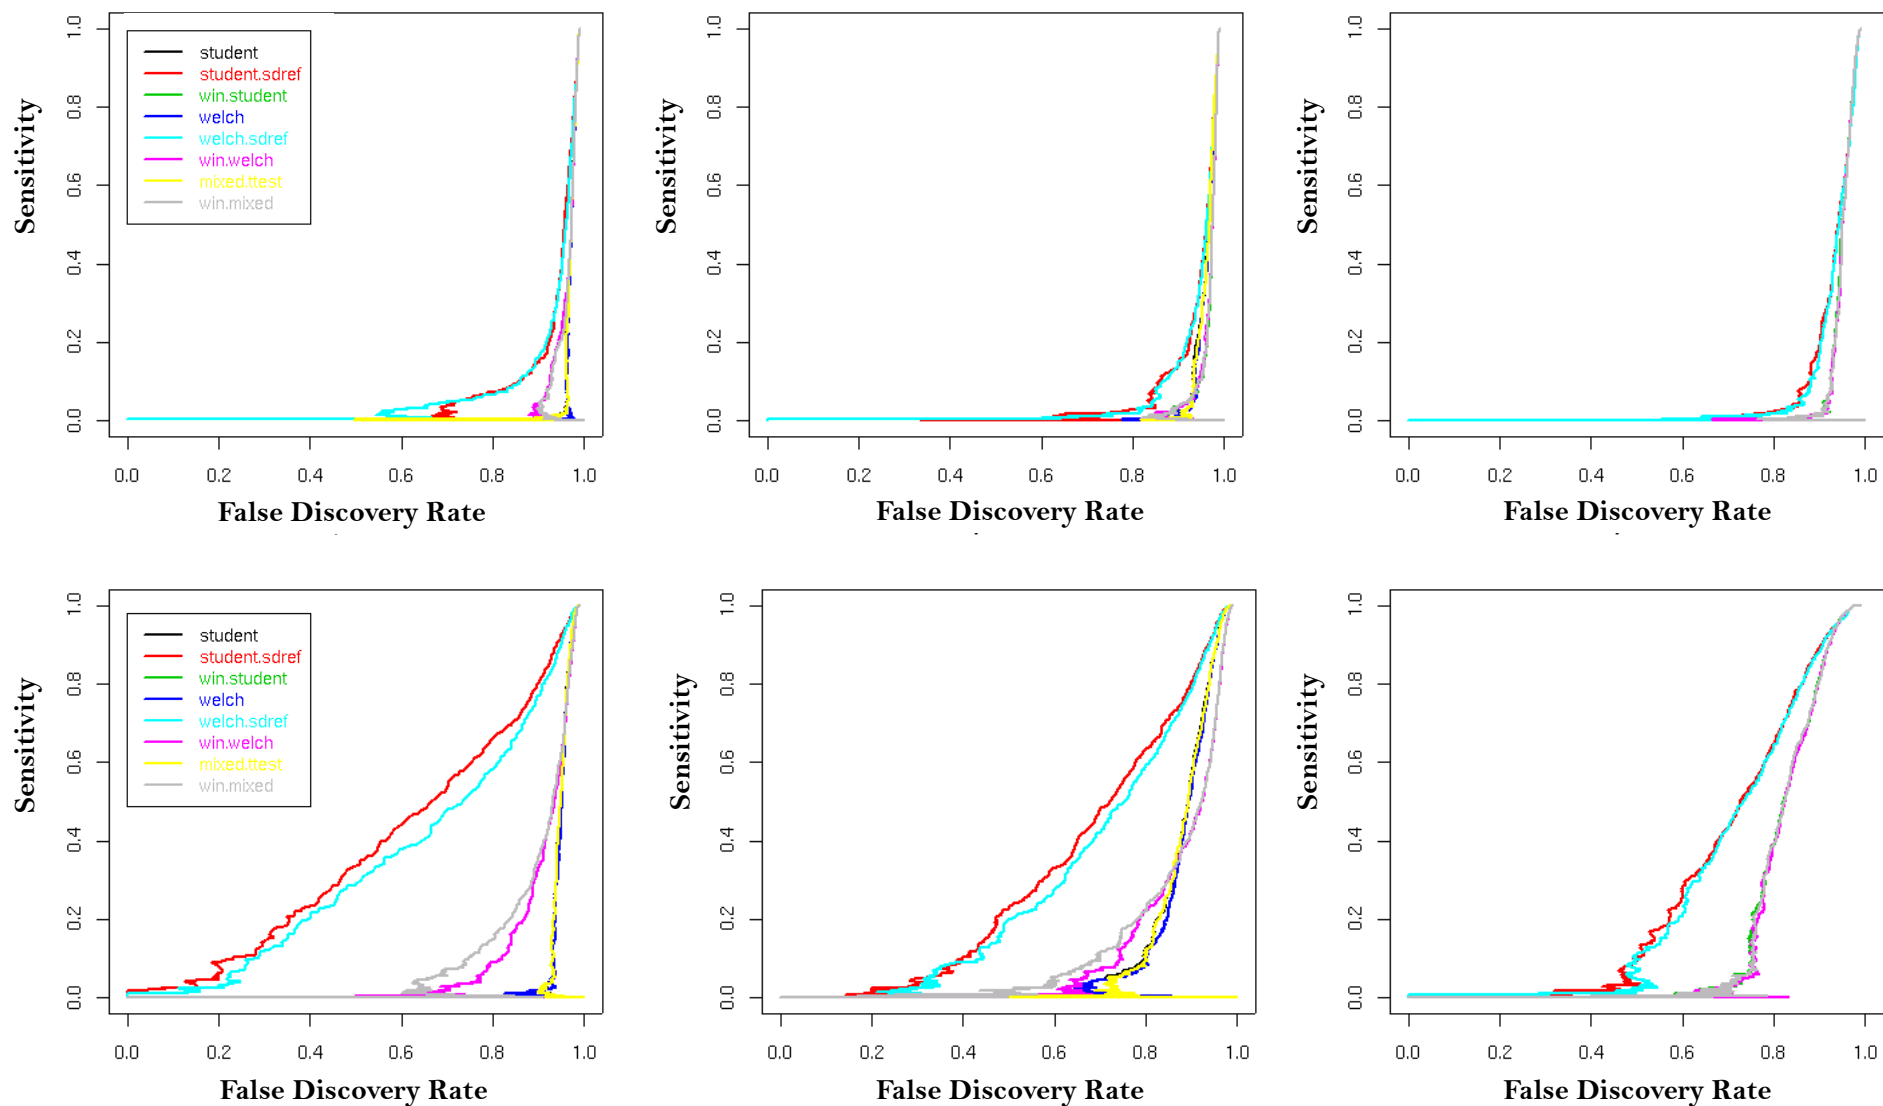 Sensitivity
1.0
0.8
0.6
0.4
0.2
0.0
student
student.sdref
win.student
welch
welch.sdref
win.welch
mixed.ttest
win.mixed
0.0 0.2 0.4 0.6 0.8 1.0
False Discovery Rate
Sensitivity
1.0
0.8
0.6
0.4
0.2
0.0
0.0 0.2 0.4 0.6 0.8 1.0
False Discovery Rate
Sensitivity
1.0
0.8
0.6
0.4
0.2
0.0
0.0 0.2 0.4 0.6 0.8 1.0
False Discovery Rate
Sensitivity
1.0
0.8
0.6
0.4
0.2
0.0
student
student.sdref
win.student
welch
welch.sdref
win.welch
mixed.ttest
win.mixed
0.0 0.2 0.4 0.6 0.8 1.0
False Discovery Rate
Sensitivity
1.0
0.8
0.6
0.4
0.2
0.0
0.0 0.2 0.4 0.6 0.8 1.0
False Discovery Rate
Sensitivity
1.0
0.8
0.6
0.4
0.2
0.0
0.0 0.2 0.4 0.6 0.8 1.0
False Discovery Rate